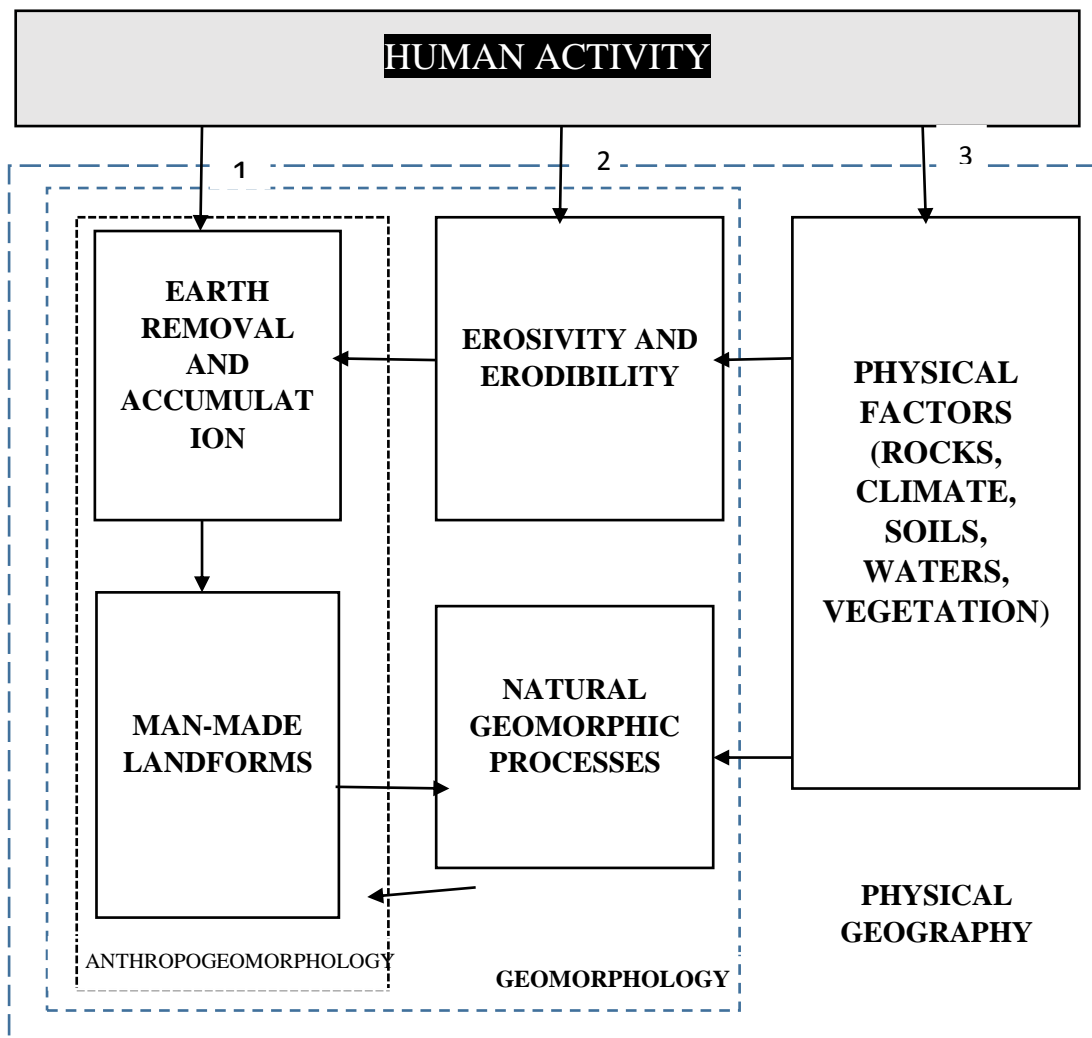 HUMAN ACTIVITY
1
2
3
EARTH
REMOVAL
AND
ACCUMULAT
ION
EROSIVITY AND
ERODIBILITY
PHYSICAL
FACTORS
(ROCKS,
CLIMATE,
SOILS,
WATERS,
VEGETATION)
MAN-MADE
LANDFORMS
NATURAL
GEOMORPHIC
PROCESSES
PHYSICAL
GEOGRAPHY
ANTHROPOGEOMORPHOLOGY
GEOMORPHOLOGY